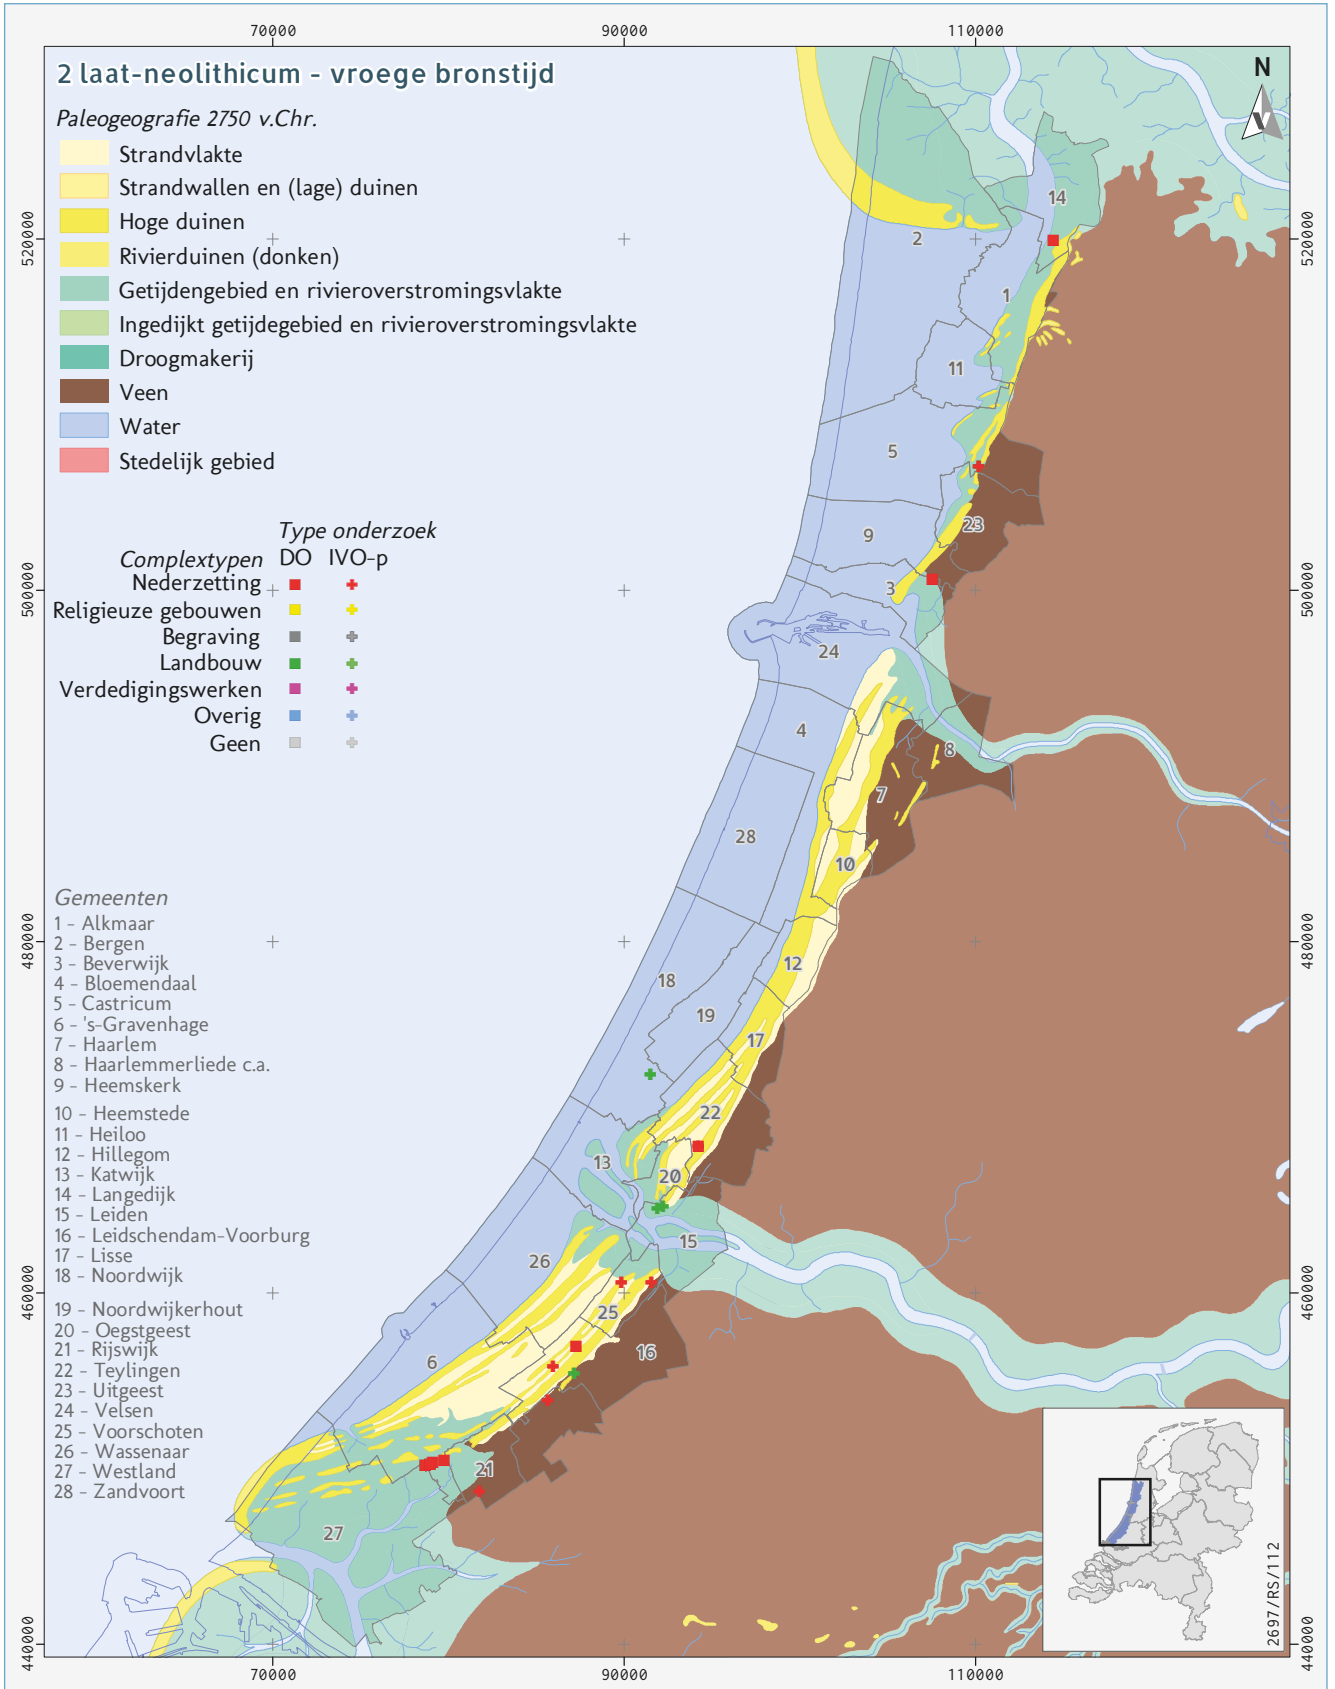 70000 90000 110000
2 laat-neolithicum - vroege bronstijd
N
Paleogeografie 2750 v.Chr.
Strandvlakte
Strandwallen en (lage) duinen
Hoge duinen
Rivierduinen (donken)
Getijdengebied en rivieroverstromingsvlakte
Ingedijkt getijdegebied en rivieroverstromingsvlakte
Droogmakerij
Veen
Water
Stedelijk gebied
Type onderzoek
Complextypen DO IVO-p
Nederzetting
Religieuze gebouwen
Begraving
Landbouw
Verdedigingswerken
Overig
Geen
Gemeenten
1 - Alkmaar
2 - Bergen
3 - Beverwijk
4 - Bloemendaal
5 - Castricum
6 - 's-Gravenhage
7 - Haarlem
8 - Haarlemmerliede c.a.
9 - Heemskerk
10 - Heemstede
11 - Heiloo
12 - Hillegom
13 - Katwijk
14 - Langedijk
15 - Leiden
16 - Leidschendam-Voorburg
17 - Lisse
18 - Noordwijk
19 - Noordwijkerhout
20 - Oegstgeest
21 - Rijswijk
22 - Teylingen
23 - Uitgeest
24 - Velsen
25 - Voorschoten
26 - Wassenaar
27 - Westland
28 - Zandvoort
14
2
1
11
5
23
9
3
24
4
8
7
28
10
12
18
19
17
22
13
20
15
26
25
16
6
21
27
520000 520000
500000 500000
480000 480000
460000 460000
440000 440000
2697/RS/112
70000 90000 110000